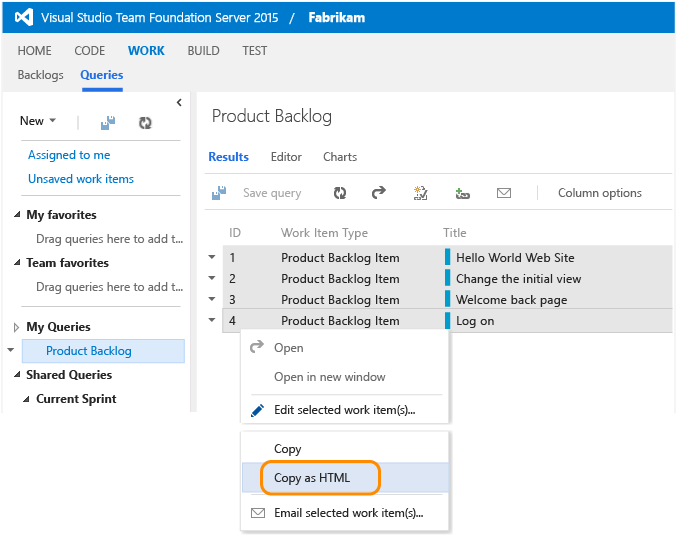 Visual Studio Team Foundation Server 2015 / Fabrikam
HOME CODE WORK BUILD TEST
Backlogs Queries
New
Assigned to me
Unsaved work items
My favorites
Drag queries here to add t...
Team favorites
Drag queries here to add t...
My Queries
Product Backlog
Shared Queries
Current Sprint
Product Backlog
Results Editor Charts
Save query Column options
ID Work Item Type Title
1 Product Backlog Item Hello World Web Site
2 Product Backlog Item Change the initial view
3 Product Backlog Item Welcome back page
4 Product Backlog Item Log on
Open
Open in new window
Edit selected work item(s)...
Copy
Copy as HTML
Email selected work item(s)...